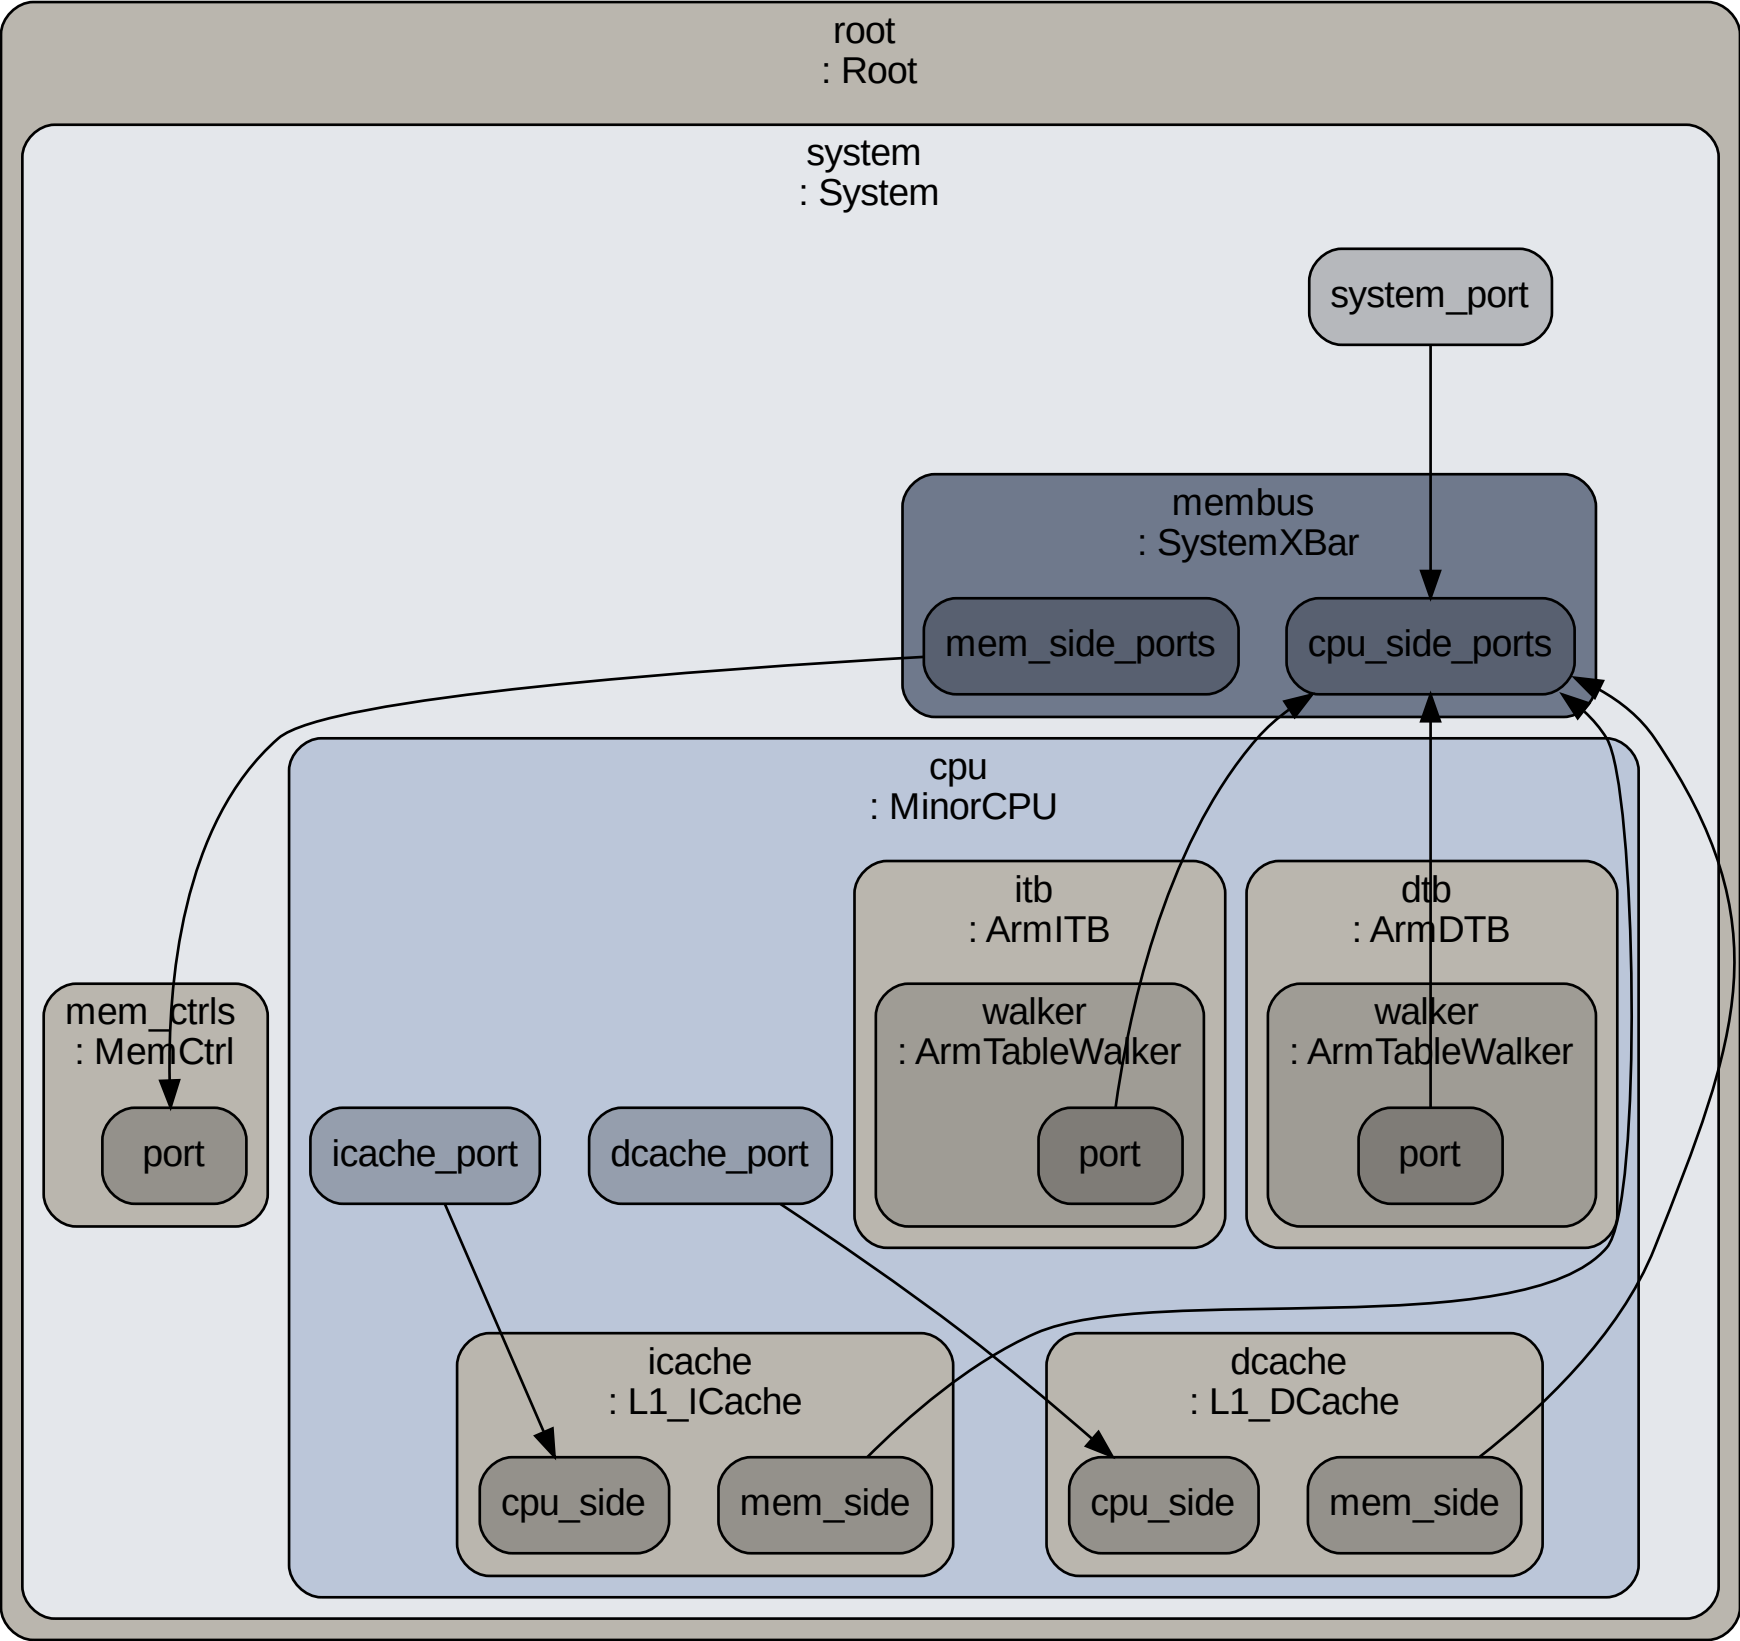 root
: Root
system
: System
system_port
membus
: SystemXBar
mem_side_ports
cpu_side_ports
cpu
: MinorCPU
itb
: ArmITB
dtb
: ArmDTB
mem_ctrls
: MemCtrl
port
walker
: ArmTableWalker
port
walker
: ArmTableWalker
port
icache_port
dcache_port
icache
: L1_ICache
cpu_side
mem_side
dcache
: L1_DCache
cpu_side
mem_side